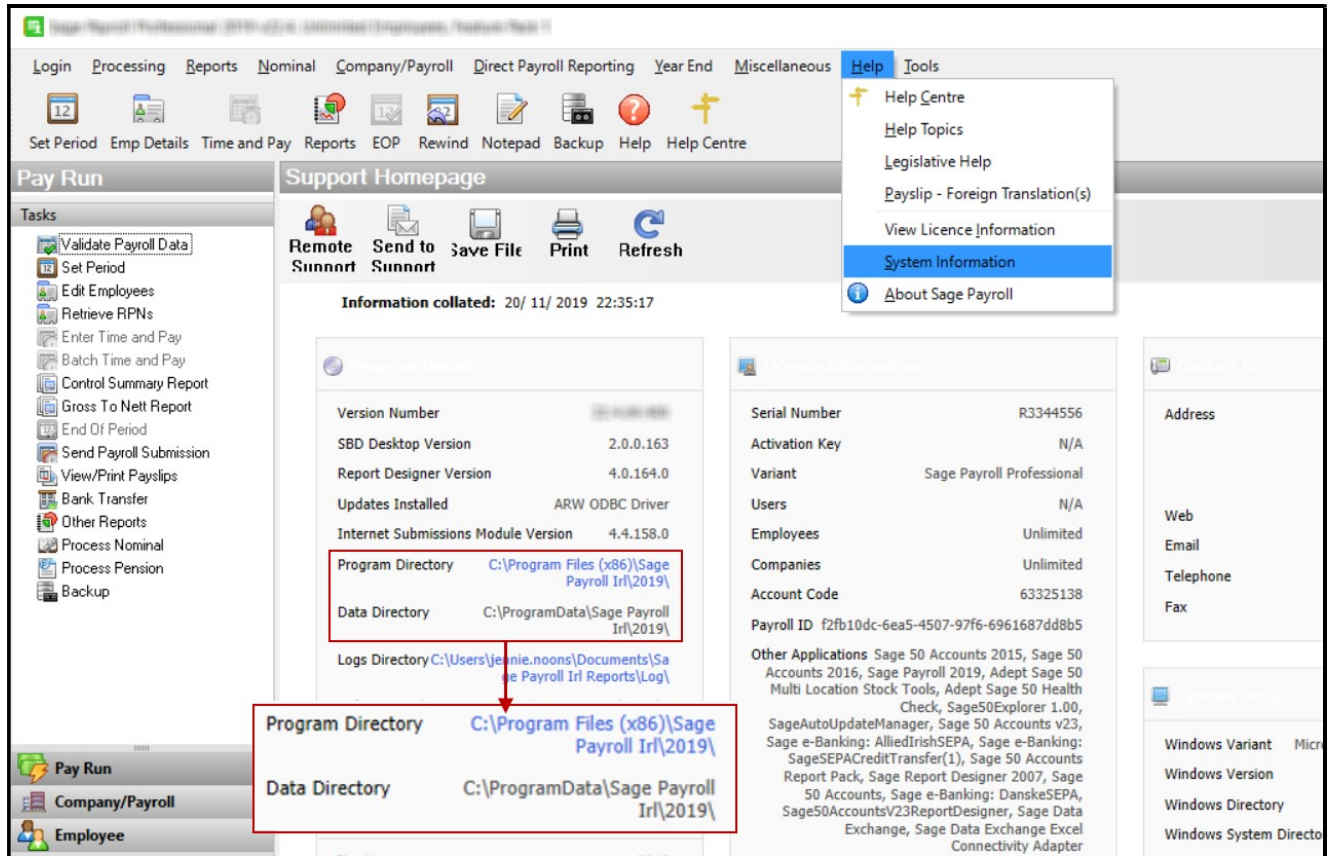 Login Processing Reports Nominal Company/Payroll Direct Payroll Reporting Year End Miscellaneous Help Tools
Set Period Emp Details Time and Pay Reports EOP Rewind Notepad Backup Help Help Centre
Help Centre
Help Topics
Legislative Help
Payslip - Foreign Translation(s)
View Licence Information
System Information
About Sage Payroll
Pay Run
Tasks
Validate Payroll Data
Set Period
Edit Employees
Retrieve RPNs
Enter Time and Pay
Batch Time and Pay
Control Summary Report
Gross To Nett Report
End Of Period
Send Payroll Submission
View/Print Payslips
Bank Transfer
Other Reports
Process Nominal
Process Pension
Backup
Pay Run
Company/Payroll
Employee
Support Homepage
Remote Support
Send to Support
Save File
Print
Refresh
Information collated: 20/ 11/ 2019 22:35:17
Program Details
Version Number
SBD Desktop Version 2.0.0.163
Report Designer Version 4.0.164.0
Updates Installed ARW ODBC Driver
Internet Submissions Module Version 4.4.158.0
Program Directory C:\Program Files (x86)\Sage
Payroll Irl\2019\
Data Directory C:\ProgramData\Sage Payroll
Irl\2019\
Logs Directory C:\Users\jennie.noons\Documents\Sa
ge Payroll Irl Reports\Log\
Program Directory C:\Program Files (x86)\Sage
Payroll Irl\2019\
Data Directory C:\ProgramData\Sage Payroll
Irl\2019\
Licence Information
Serial Number R3344556
Activation Key N/A
Variant Sage Payroll Professional
Users N/A
Employees Unlimited
Companies Unlimited
Account Code 63325138
Payroll ID f2fb10dc-6ea5-4507-97f6-6961687dd8b5
Other Applications Sage 50 Accounts 2015, Sage 50
Accounts 2016, Sage Payroll 2019, Adept Sage 50
Multi Location Stock Tools, Adept Sage 50 Health
Check, Sage50Explorer 1.00,
SageAutoUpdateManager, Sage 50 Accounts v23,
Sage e-Banking: AlliedIrishSEPA, Sage e-Banking:
SageSEPACreditTransfer(1), Sage 50 Accounts
Report Pack, Sage Report Designer 2007, Sage
50 Accounts, Sage e-Banking: DanskeSEPA,
Sage50AccountsV23ReportDesigner, Sage Data
Exchange, Sage Data Exchange Excel
Connectivity Adapter
Contact Us
Address
Web
Email
Telephone
Fax
System Details
Windows Variant Micr
Windows Version
Windows Directory
Windows System Directo